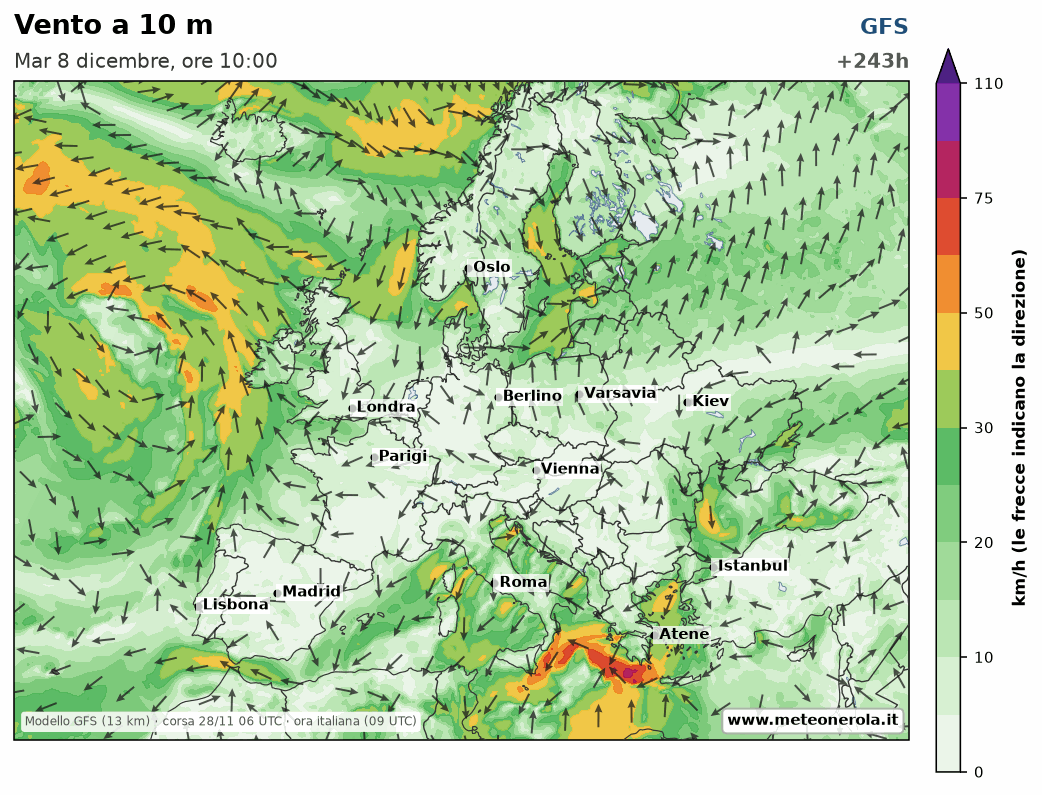 Vento a 10 m
GFS
Mar 8 dicembre, ore 10:00
+243h
110
75
50
30
20
10
0
km/h (le frecce indicano la direzione)
Oslo
Berlino
Varsavia
Kiev
Londra
Parigi
Vienna
Istanbul
Roma
Madrid
Lisbona
Atene
Modello GFS (13 km) · corsa 28/11 06 UTC · ora italiana (09 UTC)
www.meteonerola.it